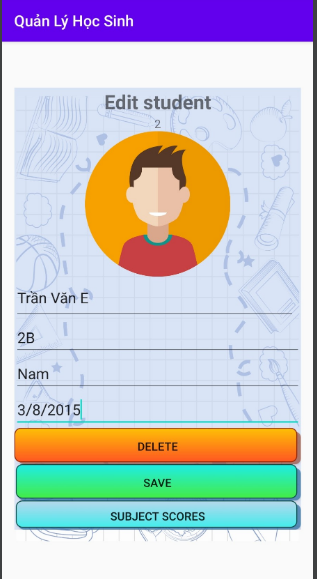 Quản Lý Học Sinh
Edit student
2
Trần Văn E
2B
Nam
3/8/2015
DELETE
SAVE
SUBJECT SCORES